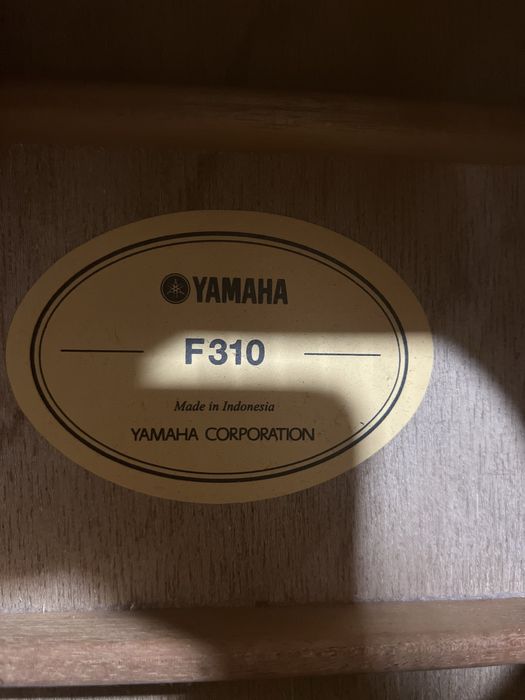 YAMAHA
F310
Made in Indonesia
YAMAHA CORPORATION